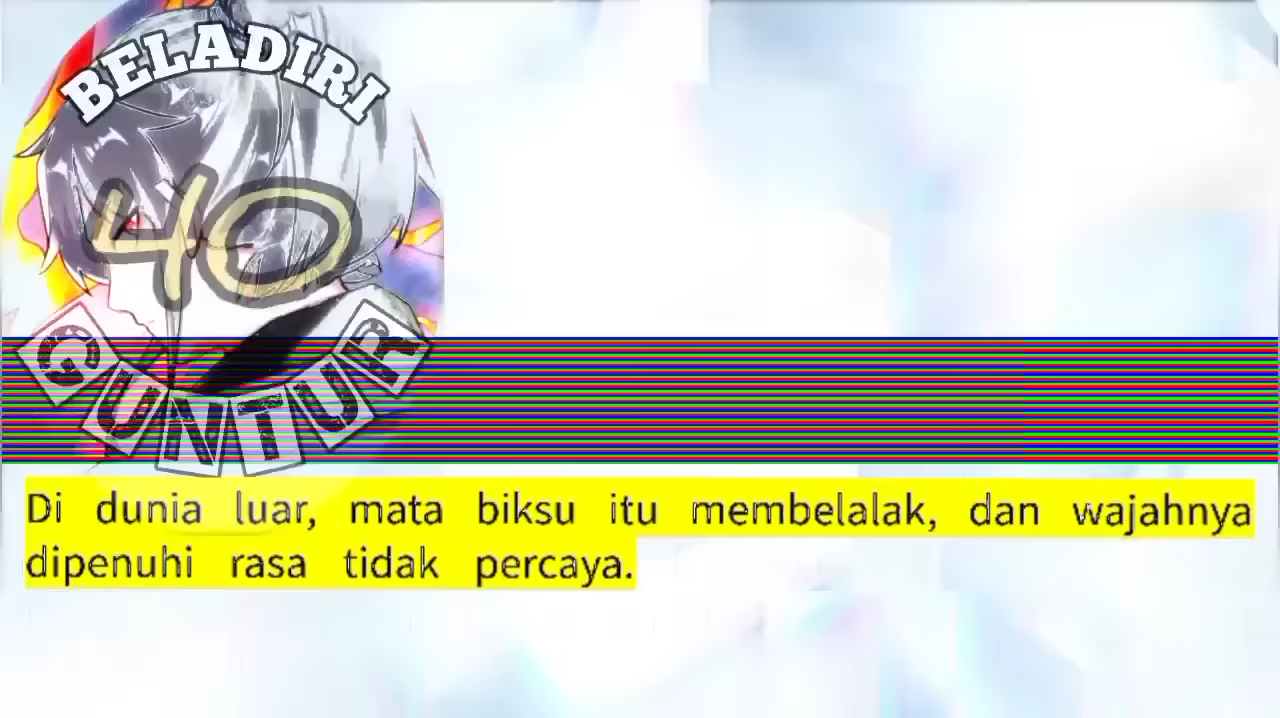 BELADIRI
40
GUNTUR
Di dunia luar, mata biksu itu membelalak, dan wajahnya
dipenuhi rasa tidak percaya.